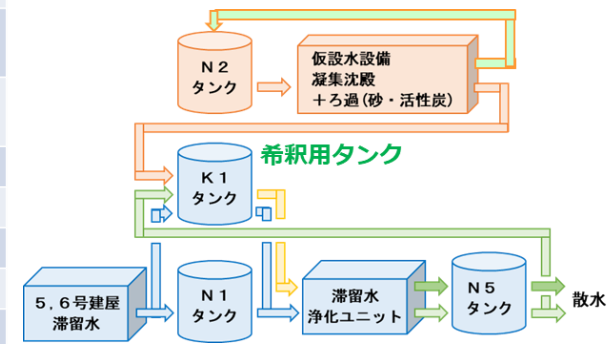 N2
タンク
仮設水設備
凝集沈殿
+ろ過(砂・活性炭)
希釈用タンク
K1
タンク
5,6号建屋
滞留水
N1
タンク
滞留水
浄化ユニット
N5
タンク
散水